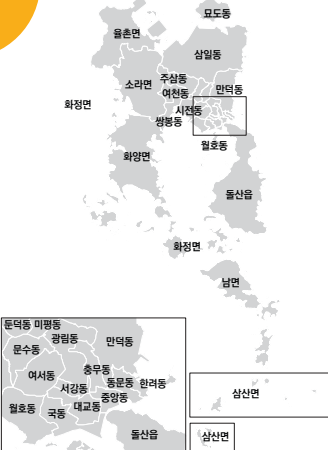 묘도동
율촌면
삼일동
소라면
주삼동
여천동
만덕동
화정면
시전동
쌍봉동
월호동
화양면
돌산읍
화정면
남면
둔덕동 미평동
광림동
만덕동
문수동
여서동
충무동
동문동
한려동
서강동
중앙동
월호동
국동
대교동
돌산읍
삼산면
삼산면